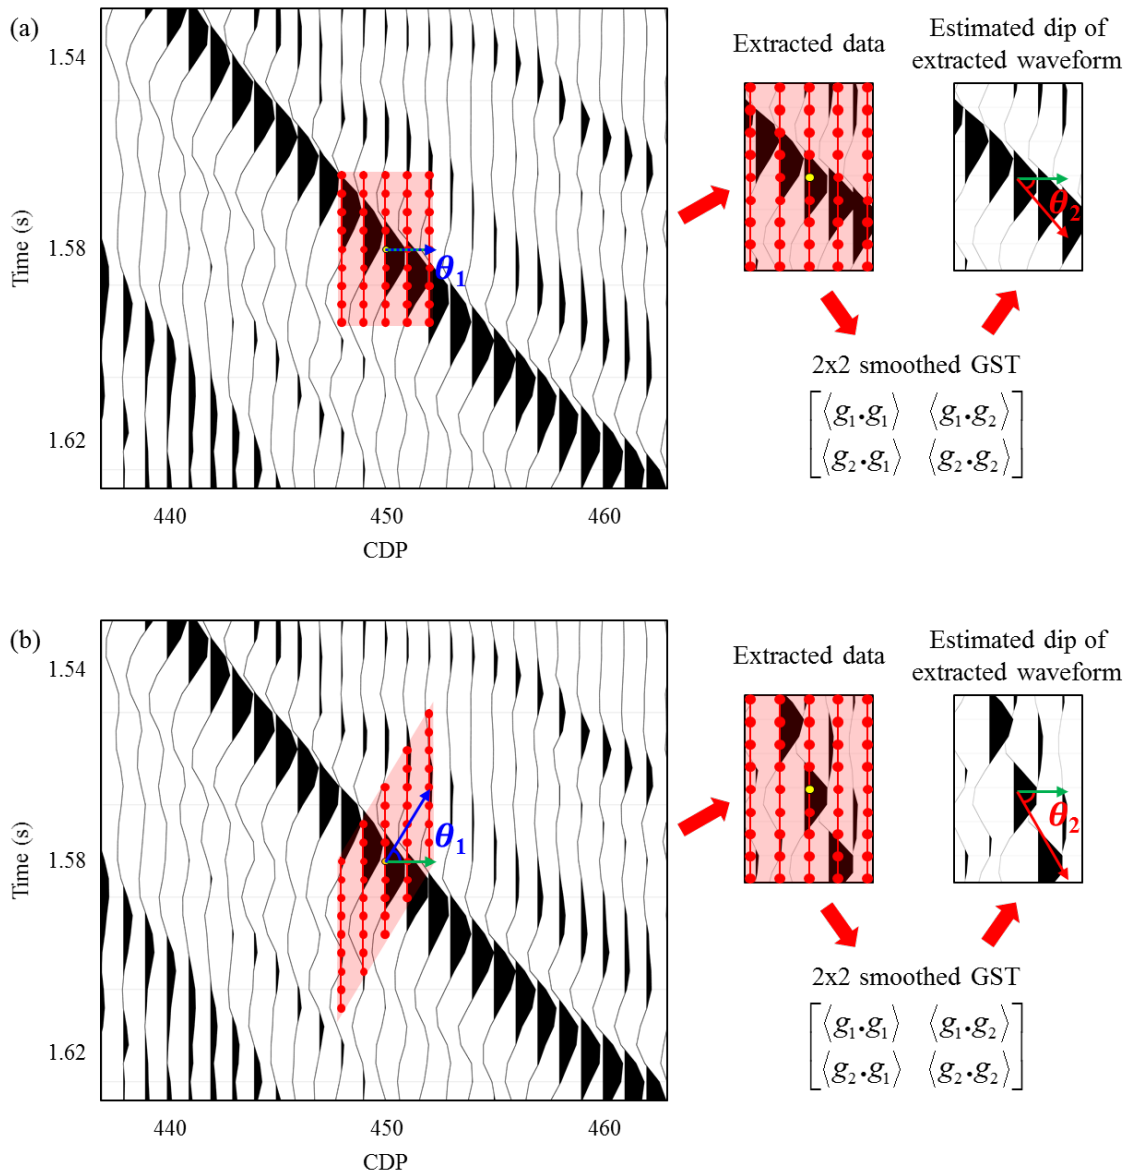 (a)
Extracted data
Estimated dip of
extracted waveform
1.54
1.58
1.62
Time (s)
θ₁
θ₂
440
450
460
CDP
2x2 smoothed GST
⟨g₁•g₁⟩ ⟨g₁•g₂⟩
⟨g₂•g₁⟩ ⟨g₂•g₂⟩
(b)
Extracted data
Estimated dip of
extracted waveform
1.54
1.58
1.62
Time (s)
θ₁
θ₂
440
450
460
CDP
2x2 smoothed GST
⟨g₁•g₁⟩ ⟨g₁•g₂⟩
⟨g₂•g₁⟩ ⟨g₂•g₂⟩